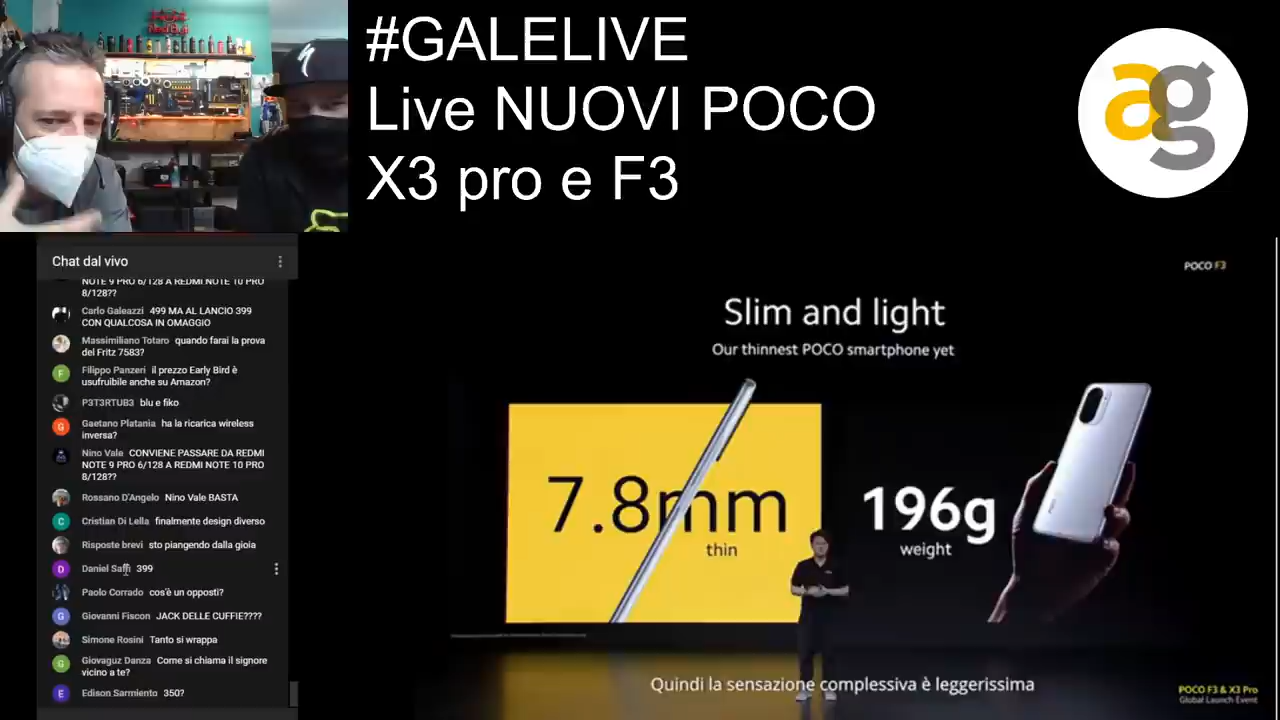 #GALELIVE
Live NUOVI POCO
X3 pro e F3
ag
Chat dal vivo
NOTE 9 PRO 6/128 A REDMI NOTE 10 PRO
8/128??
Carlo Galeazzi 499 MA AL LANCIO 399
CON QUALCOSA IN OMAGGIO
Massimiliano Totaro quando farai la prova
del Fritz 7583?
Filippo Panzeri il prezzo Early Bird è
usufruibile anche su Amazon?
P3T3RTUB3 blu e fiko
Gaetano Platania ha la ricarica wireless
inversa?
Nino Vale CONVIENE PASSARE DA REDMI
NOTE 9 PRO 6/128 A REDMI NOTE 10 PRO
8/128??
Rossano D'Angelo Nino Vale BASTA
Cristian Di Lella finalmente design diverso
Risposte brevi sto piangendo dalla gioia
Daniel Saffi 399
Paolo Corrado cos'è un opposti?
Giovanni Fiscon JACK DELLE CUFFIE????
Simone Rosini Tanto si wrappa
Giovaguz Danza Come si chiama il signore
vicino a te?
Edison Sarmiento 350?
POCO F3
Slim and light
Our thinnest POCO smartphone yet
7.8mm
thin
196g
weight
Quindi la sensazione complessiva è leggerissima
POCO F3 & X3 Pro
Global Launch Event